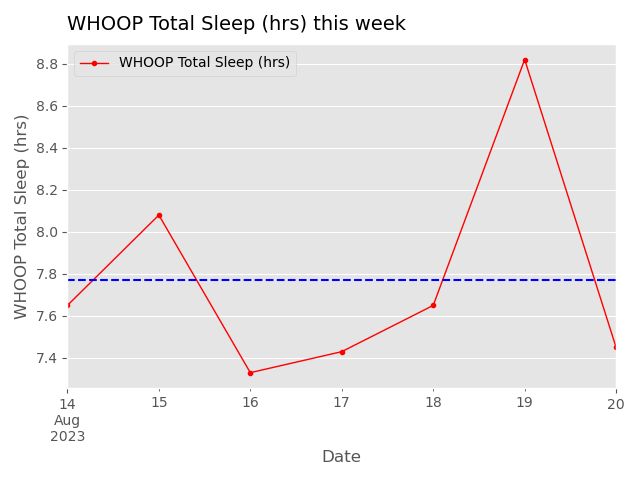 WHOOP Total Sleep (hrs) this week
WHOOP Total Sleep (hrs)
WHOOP Total Sleep (hrs)
8.8
8.6
8.4
8.2
8.0
7.8
7.6
7.4
14 15 16 17 18 19 20
Aug
2023
Date